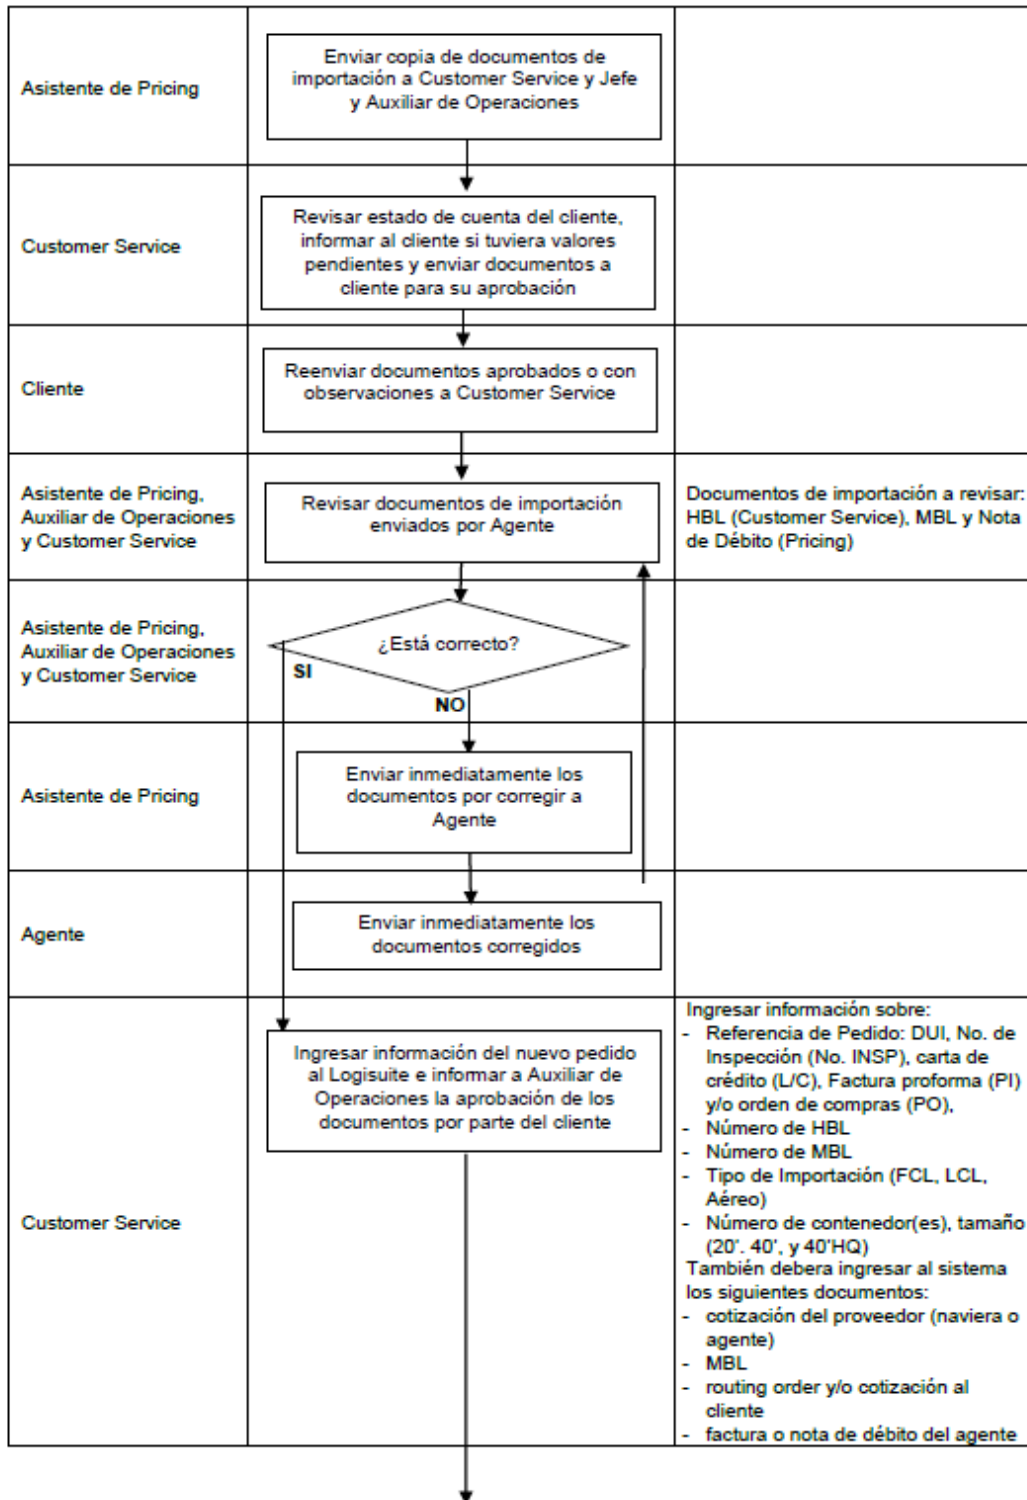 Asistente de Pricing
Enviar copia de documentos de
importación a Customer Service y Jefe
y Auxiliar de Operaciones
Customer Service
Revisar estado de cuenta del cliente,
informar al cliente si tuviera valores
pendientes y enviar documentos a
cliente para su aprobación
Cliente
Reenviar documentos aprobados o con
observaciones a Customer Service
Asistente de Pricing,
Auxiliar de Operaciones
y Customer Service
Revisar documentos de importación
enviados por Agente
Documentos de importación a revisar:
HBL (Customer Service), MBL y Nota
de Débito (Pricing)
Asistente de Pricing,
Auxiliar de Operaciones
y Customer Service
¿Está correcto?
SI
NO
Asistente de Pricing
Enviar inmediatamente los
documentos por corregir a
Agente
Agente
Enviar inmediatamente los
documentos corregidos
Customer Service
Ingresar información del nuevo pedido
al Logisuite e informar a Auxiliar de
Operaciones la aprobación de los
documentos por parte del cliente
Ingresar información sobre:
- Referencia de Pedido: DUI, No. de
Inspección (No. INSP), carta de
crédito (L/C), Factura proforma (PI)
y/o orden de compras (PO),
- Número de HBL
- Número de MBL
- Tipo de Importación (FCL, LCL,
Aéreo)
- Número de contenedor(es), tamaño
(20'. 40', y 40'HQ)
También debera ingresar al sistema
los siguientes documentos:
- cotización del proveedor (naviera o
agente)
- MBL
- routing order y/o cotización al
cliente
- factura o nota de débito del agente